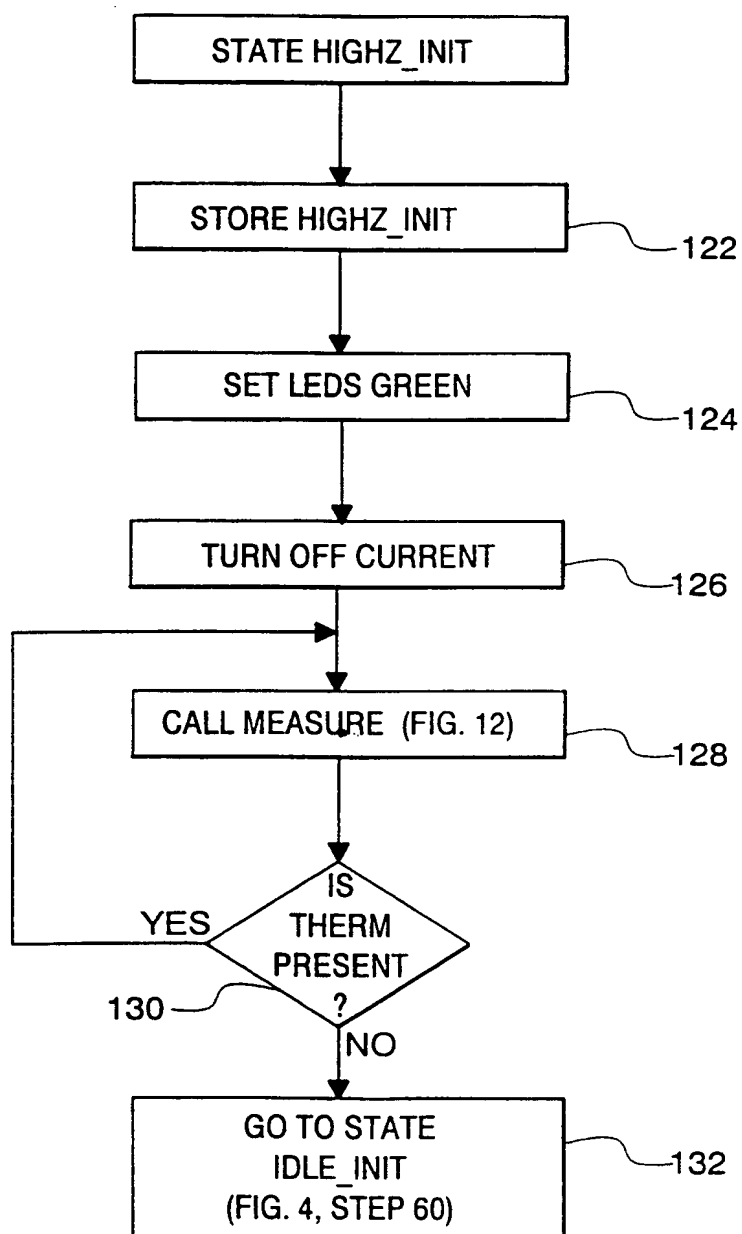 STATE HIGHZ_INIT
STORE HIGHZ_INIT
122
SET LEDS GREEN
124
TURN OFF CURRENT
126
CALL MEASURE (FIG. 12)
128
IS
THERM
PRESENT
?
YES
130
NO
GO TO STATE
IDLE_INIT
(FIG. 4, STEP 60)
132